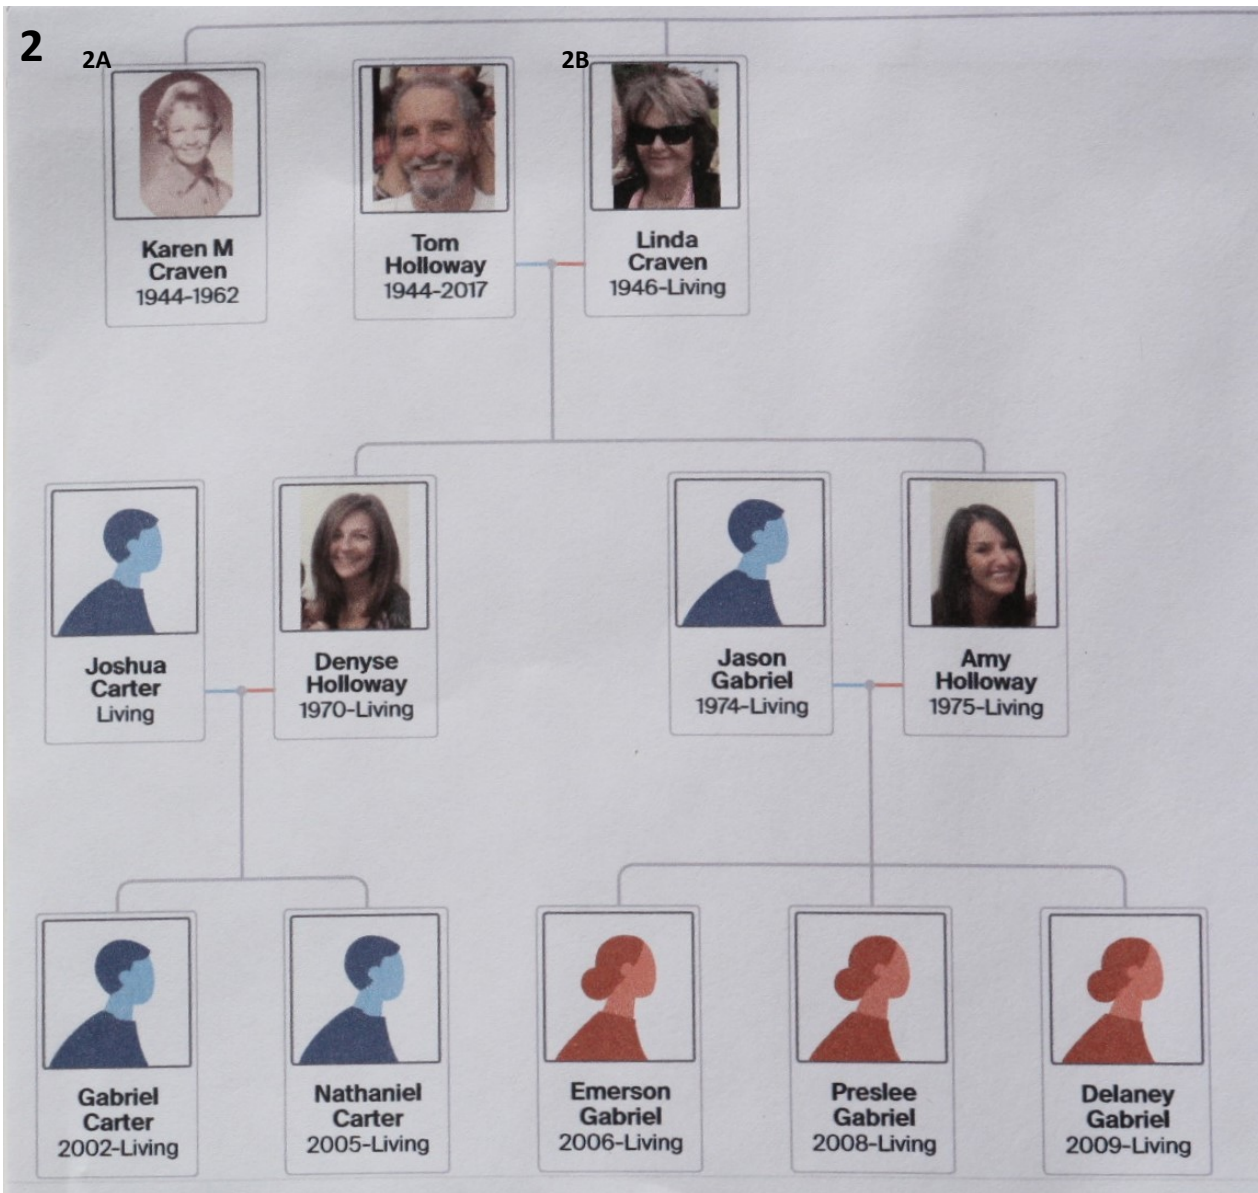 2
2A
2B
Karen M
Craven
1944-1962
Tom
Holloway
1944-2017
Linda
Craven
1946-Living
Joshua
Carter
Living
Denyse
Holloway
1970-Living
Jason
Gabriel
1974-Living
Amy
Holloway
1975-Living
Gabriel
Carter
2002-Living
Nathaniel
Carter
2005-Living
Emerson
Gabriel
2006-Living
Preslee
Gabriel
2008-Living
Delaney
Gabriel
2009-Living